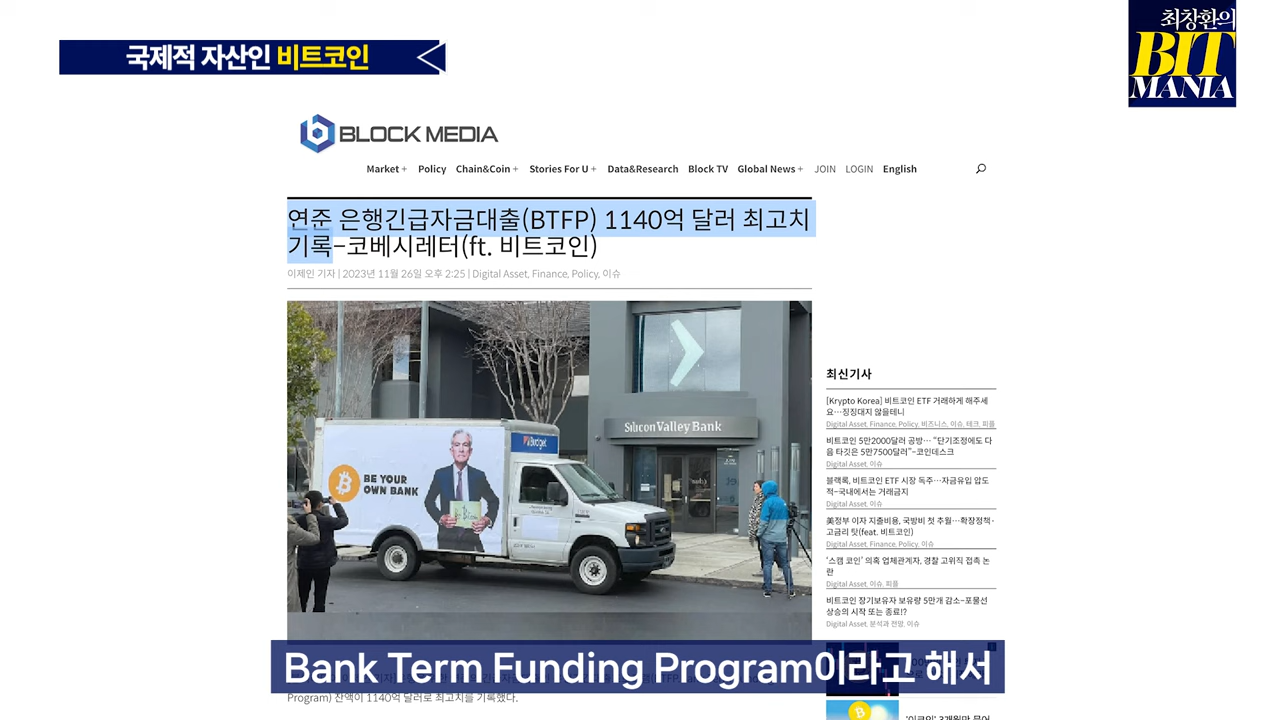 국제적 자산인 비트코인
최창환의
BIT
MANIA
BLOCK MEDIA
Market + Policy Chain&Coin + Stories For U + Data&Research Block TV Global News + JOIN LOGIN English
연준 은행긴급자금대출(BTFP) 1140억 달러 최고치
기록–코베시레터(ft. 비트코인)
이제인 기자 | 2023년 11월 26일 오후 2:25 | Digital Asset, Finance, Policy, 이슈
Silicon Valley Bank
Budget
BE YOUR
OWN BANK
최신기사
[Krypto Korea] 비트코인 ETF 거래하게 해주세
요…징징대지 않을테니
Digital Asset, Finance, Policy, 비즈니스, 이슈, 테크, 피플
비트코인 5만2000달러 공방… “단기조정에도 다
음 타깃은 5만7500달러”-코인데스크
Digital Asset, 이슈
블랙록, 비트코인 ETF 시장 독주…자금유입 압도
적–국내에서는 거래금지
Digital Asset, Finance, Policy, 이슈
美정부 이자 지출비용, 국방비 첫 추월…확장정책·
고금리 탓(feat. 비트코인)
Digital Asset, Finance, Policy, 이슈
‘스캠 코인’ 의혹 업체관계자, 경찰 고위직 접촉 논
란
Digital Asset, 이슈, 피플
비트코인 장기보유자 보유량 5만개 감소–포물선
상승의 시작 또는 종료!?
Digital Asset, 분석과 전망, 이슈
Bank Term Funding Program이라고 해서
Program) 잔액이 1140억 달러로 최고치를 기록했다.